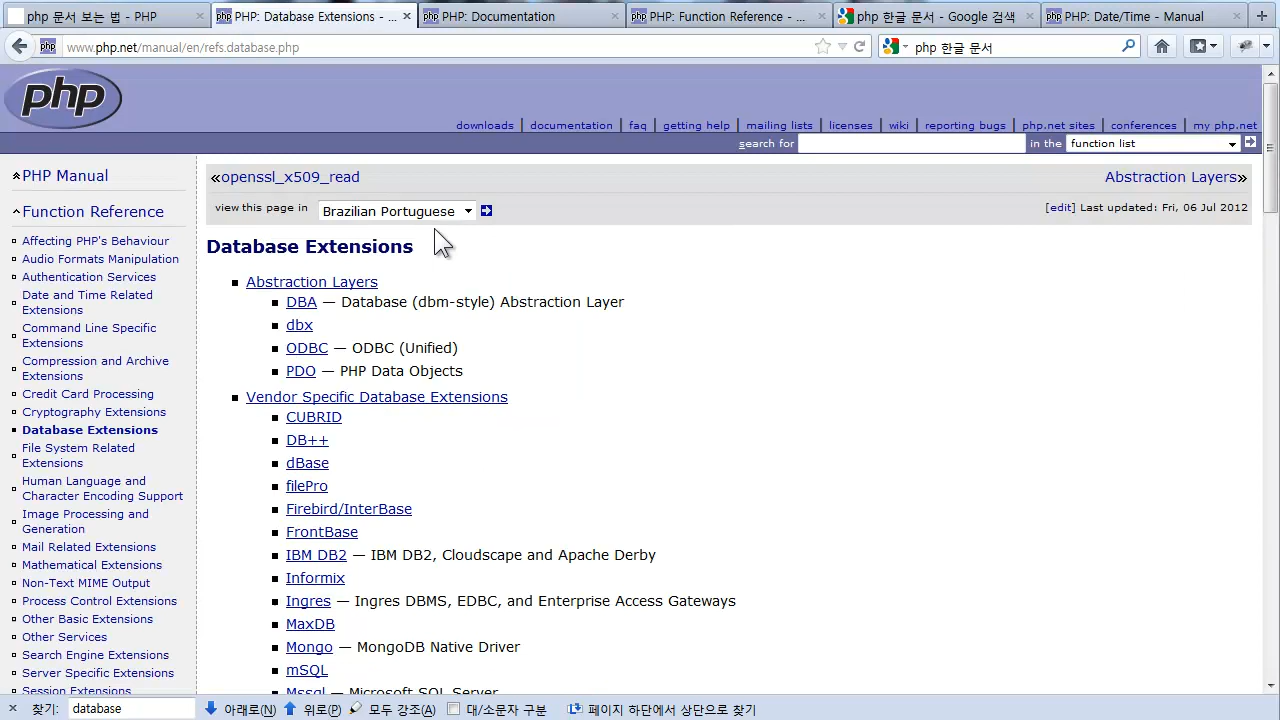 php 문서 보는 법 - PHP
PHP: Database Extensions - ...
PHP: Documentation
PHP: Function Reference - ...
php 한글 문서 - Google 검색
PHP: Date/Time - Manual
www.php.net/manual/en/refs.database.php
php 한글 문서
php
downloads
documentation
faq
getting help
mailing lists
licenses
wiki
reporting bugs
php.net sites
conferences
my php.net
search for
in the
function list
PHP Manual
Function Reference
Affecting PHP's Behaviour
Audio Formats Manipulation
Authentication Services
Date and Time Related
Extensions
Command Line Specific
Extensions
Compression and Archive
Extensions
Credit Card Processing
Cryptography Extensions
Database Extensions
File System Related
Extensions
Human Language and
Character Encoding Support
Image Processing and
Generation
Mail Related Extensions
Mathematical Extensions
Non-Text MIME Output
Process Control Extensions
Other Basic Extensions
Other Services
Search Engine Extensions
Server Specific Extensions
Session Extensions
«openssl_x509_read
Abstraction Layers»
view this page in
Brazilian Portuguese
[edit] Last updated: Fri, 06 Jul 2012
Database Extensions
Abstraction Layers
DBA — Database (dbm-style) Abstraction Layer
dbx
ODBC — ODBC (Unified)
PDO — PHP Data Objects
Vendor Specific Database Extensions
CUBRID
DB++
dBase
filePro
Firebird/InterBase
FrontBase
IBM DB2 — IBM DB2, Cloudscape and Apache Derby
Informix
Ingres — Ingres DBMS, EDBC, and Enterprise Access Gateways
MaxDB
Mongo — MongoDB Native Driver
mSQL
Mssql — Microsoft SQL Server
찾기:
database
아래로(N)
위로(P)
모두 강조(A)
대/소문자 구분
페이지 하단에서 상단으로 찾기